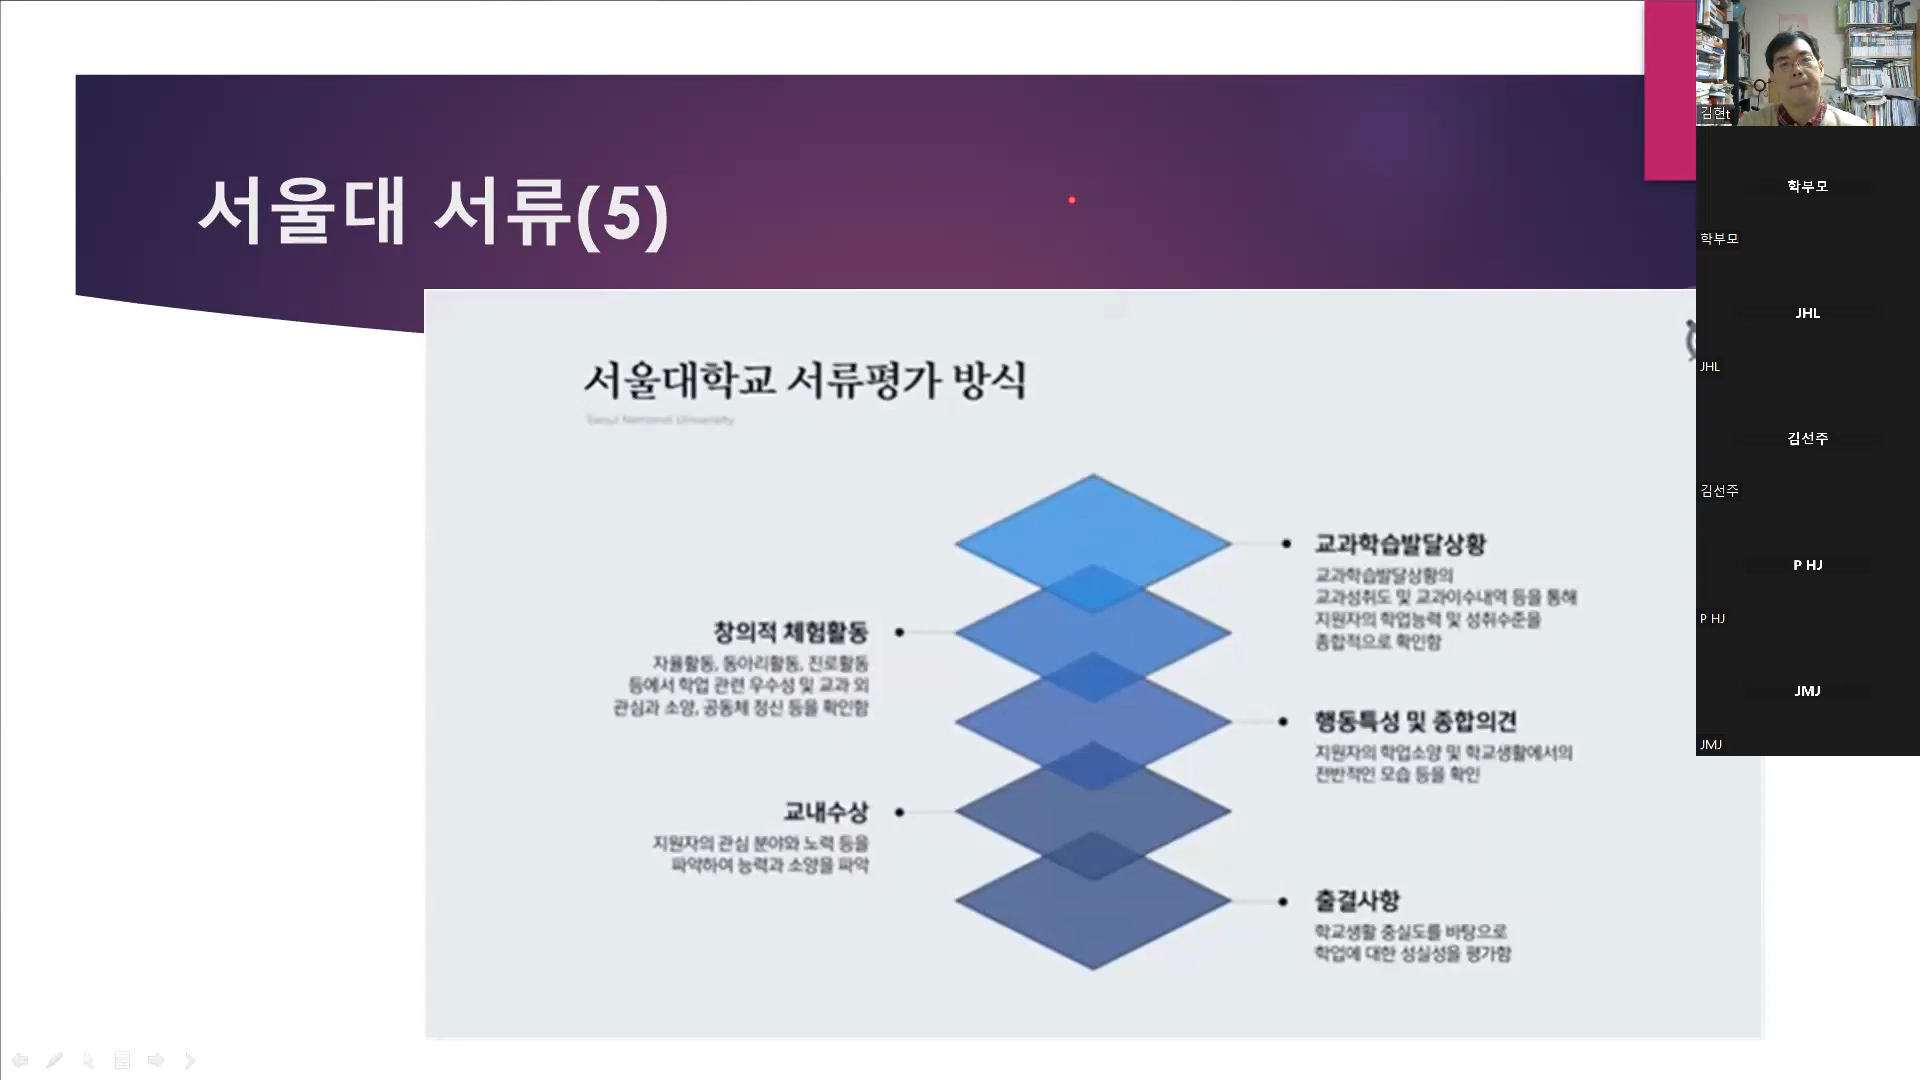 서울대 서류(5)
서울대학교 서류평가 방식
Seoul National University
교과학습발달상황
교과학습발달상황의
교과성취도 및 교과이수내역 등을 통해
지원자의 학업능력 및 성취수준을
종합적으로 확인함
창의적 체험활동
자율활동, 동아리활동, 진로활동
등에서 학업 관련 우수성 및 교과 외
관심과 소양, 공동체 정신 등을 확인함
행동특성 및 종합의견
지원자의 학업소양 및 학교생활에서의
전반적인 모습 등을 확인
교내수상
지원자의 관심 분야와 노력 등을
파악하여 능력과 소양을 파악
출결사항
학교생활 충실도를 바탕으로
학업에 대한 성실성을 평가함
김현t
학부모
학부모
JHL
JHL
김선주
김선주
P HJ
P HJ
JMJ
JMJ